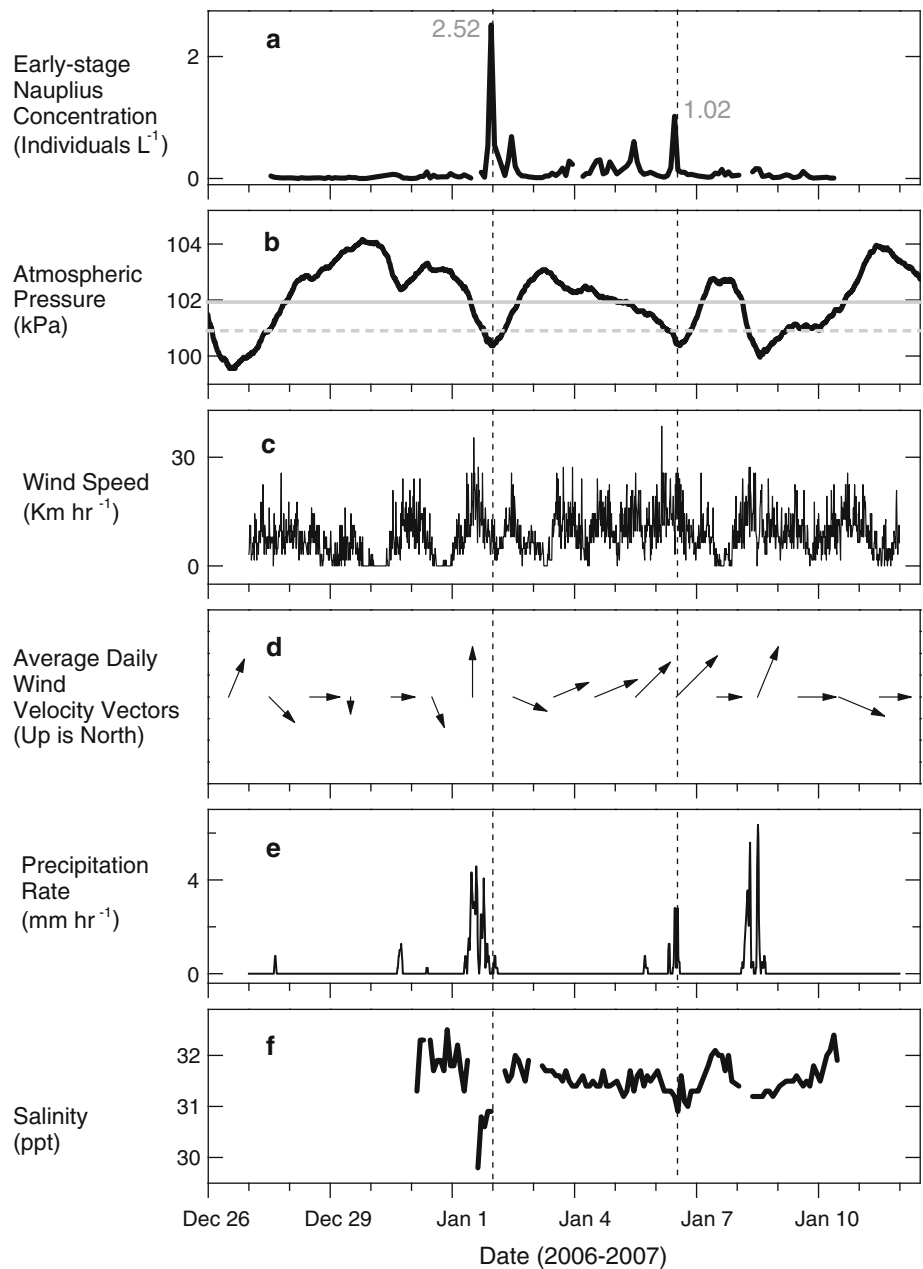 a
2.52
1.02
Early-stage
Nauplius
Concentration
(Individuals L⁻¹)
2
0
b
Atmospheric
Pressure
(kPa)
104
102
100
c
Wind Speed
(Km hr ⁻¹)
30
0
d
Average Daily
Wind
Velocity Vectors
(Up is North)
e
Precipitation
Rate
(mm hr ⁻¹)
4
0
f
Salinity
(ppt)
32
31
30
Dec 26
Dec 29
Jan 1
Jan 4
Jan 7
Jan 10
Date (2006-2007)